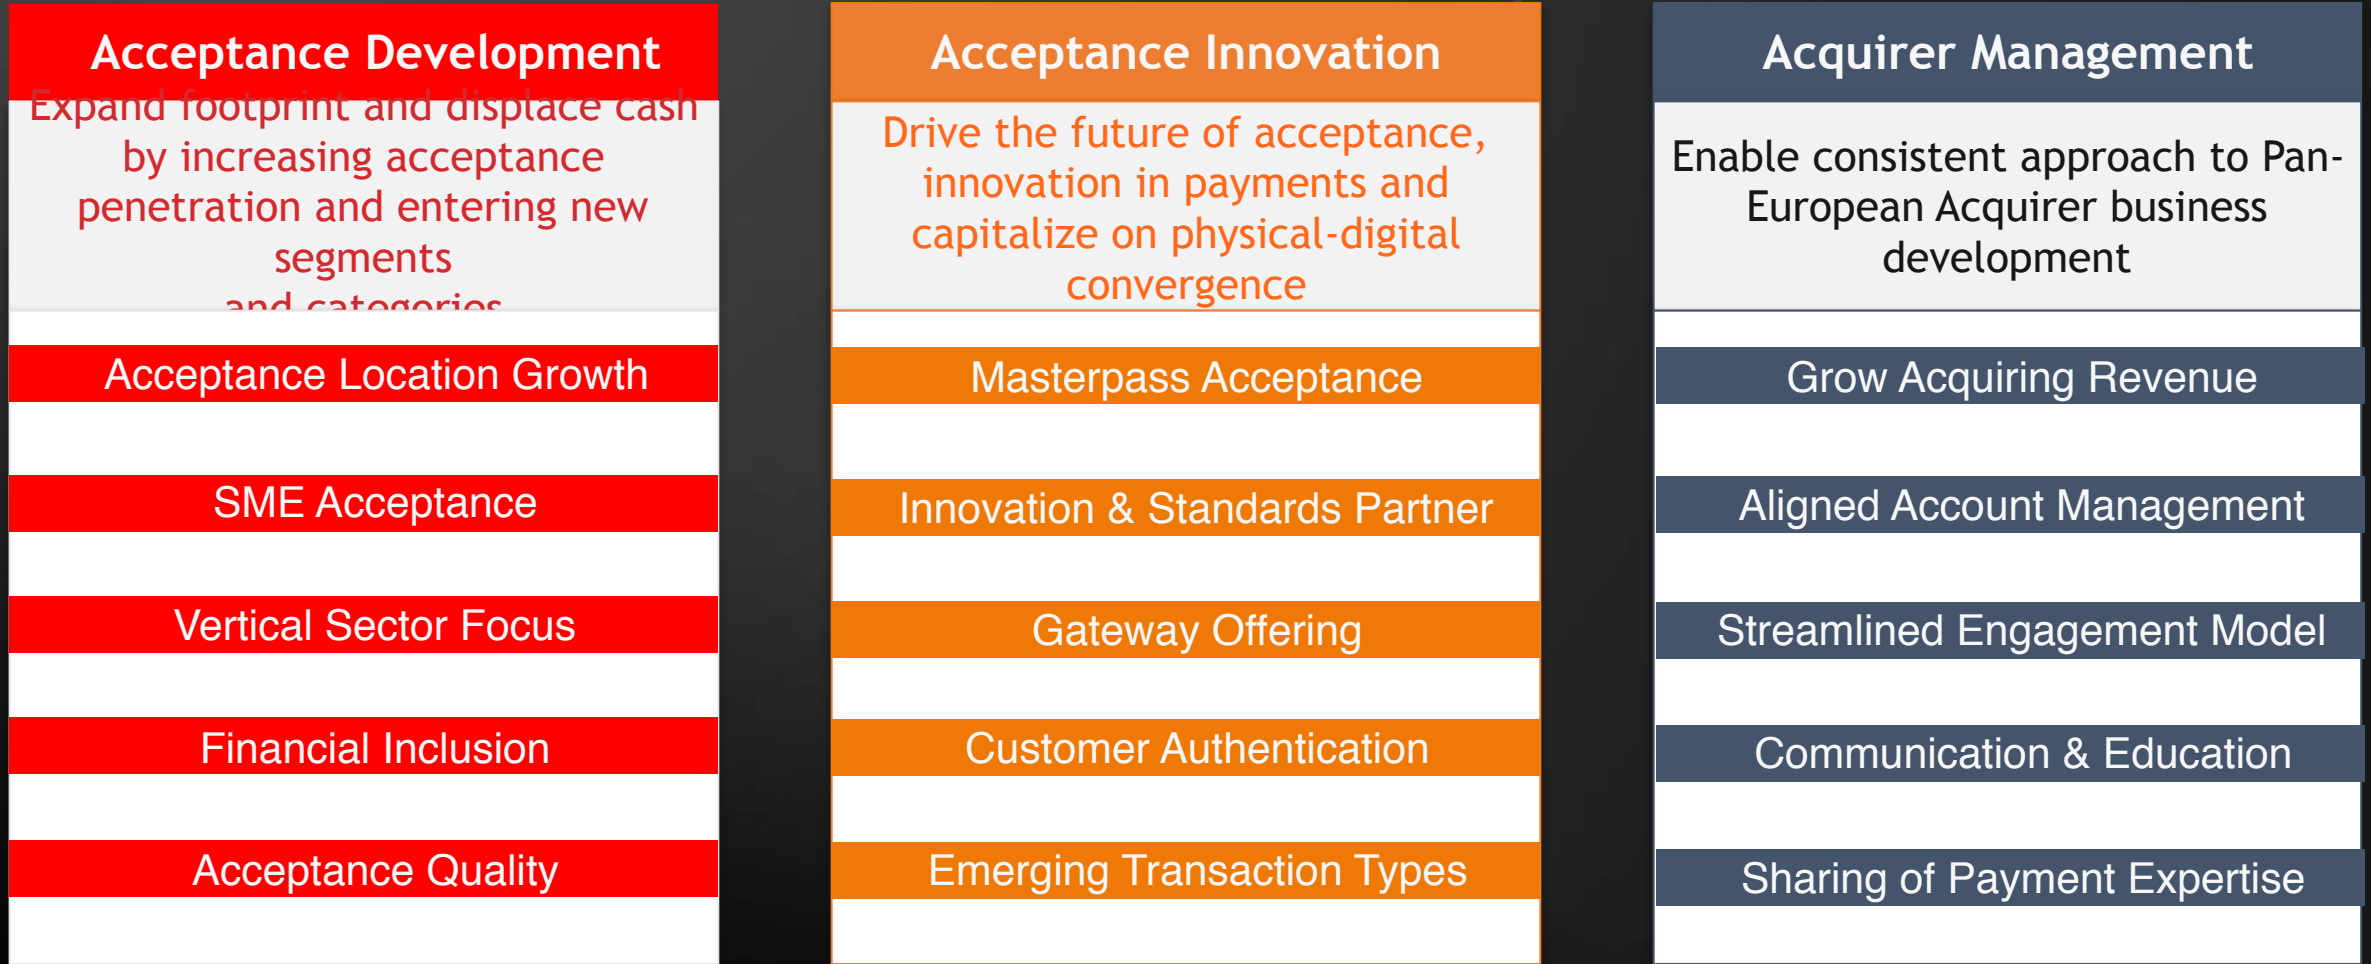 Acceptance Development
Expand footprint and displace cash
by increasing acceptance
penetration and entering new
segments
and categories
Acceptance Location Growth
SME Acceptance
Vertical Sector Focus
Financial Inclusion
Acceptance Quality
Acceptance Innovation
Drive the future of acceptance,
innovation in payments and
capitalize on physical-digital
convergence
Masterpass Acceptance
Innovation & Standards Partner
Gateway Offering
Customer Authentication
Emerging Transaction Types
Acquirer Management
Enable consistent approach to Pan-
European Acquirer business
development
Grow Acquiring Revenue
Aligned Account Management
Streamlined Engagement Model
Communication & Education
Sharing of Payment Expertise